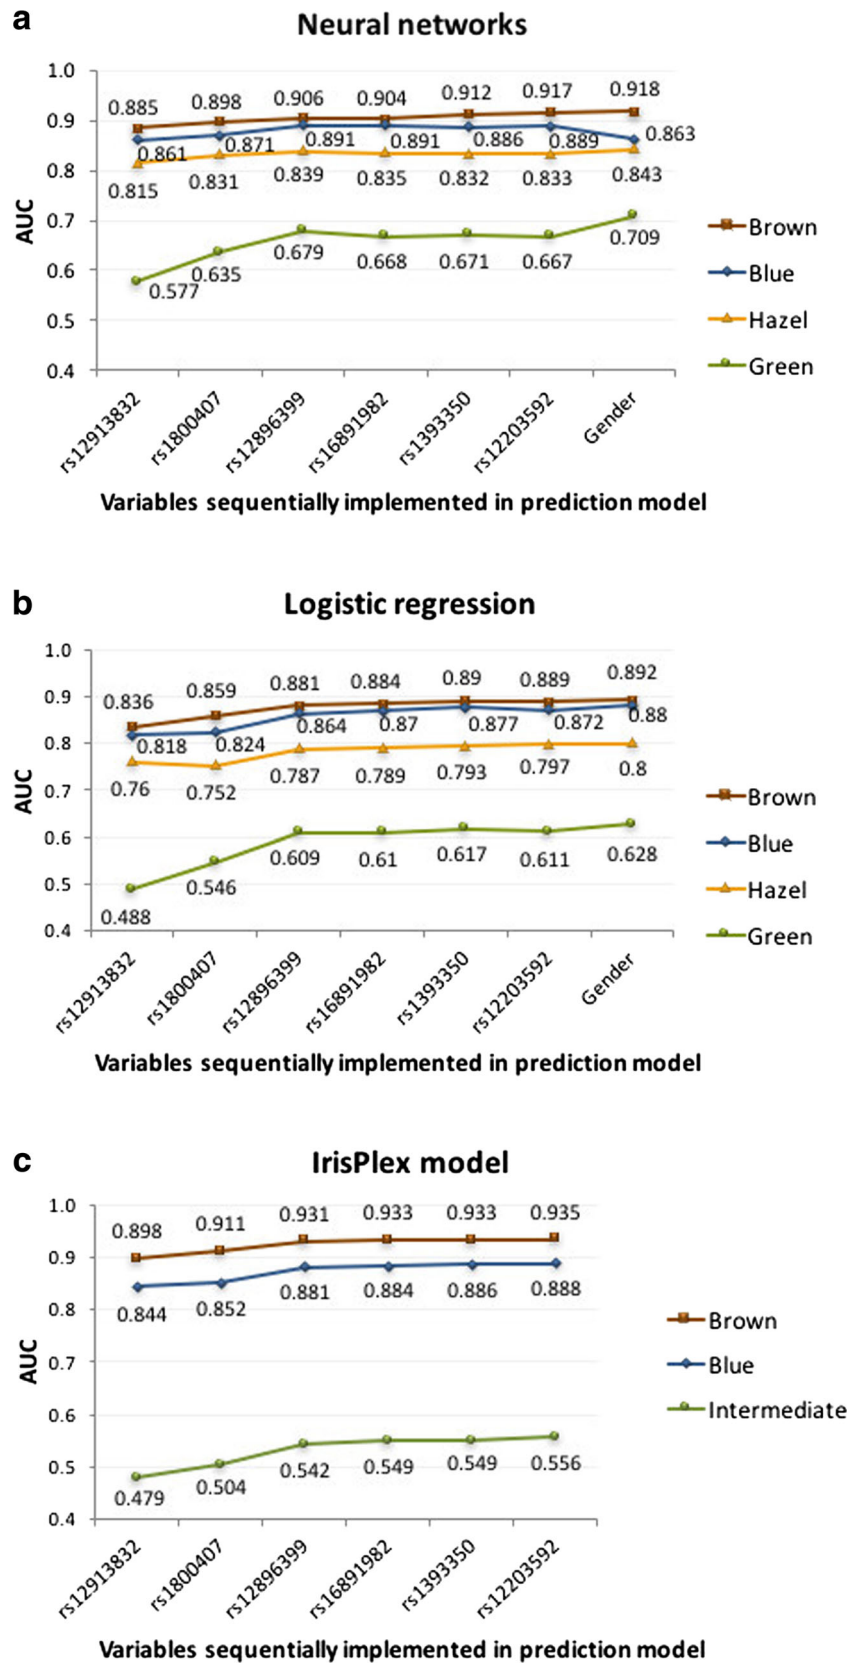 a
Neural networks
1.0
0.9
0.8
0.7
0.6
0.5
0.4
AUC
0.885 0.898 0.906 0.904 0.912 0.917 0.918
0.861 0.871 0.891 0.891 0.886 0.889 0.863
0.815 0.831 0.839 0.835 0.832 0.833 0.843
0.577 0.635 0.679 0.668 0.671 0.667 0.709
Brown
Blue
Hazel
Green
rs12913832 rs1800407 rs12896399 rs16891982 rs1393350 rs12203592 Gender
Variables sequentially implemented in prediction model
b
Logistic regression
1.0
0.9
0.8
0.7
0.6
0.5
0.4
AUC
0.836 0.859 0.881 0.884 0.89 0.889 0.892
0.818 0.824 0.864 0.87 0.877 0.872 0.88
0.76 0.752 0.787 0.789 0.793 0.797 0.8
0.488 0.546 0.609 0.61 0.617 0.611 0.628
Brown
Blue
Hazel
Green
rs12913832 rs1800407 rs12896399 rs16891982 rs1393350 rs12203592 Gender
Variables sequentially implemented in prediction model
c
IrisPlex model
1.0
0.9
0.8
0.7
0.6
0.5
0.4
AUC
0.898 0.911 0.931 0.933 0.933 0.935
0.844 0.852 0.881 0.884 0.886 0.888
0.479 0.504 0.542 0.549 0.549 0.556
Brown
Blue
Intermediate
rs12913832 rs1800407 rs12896399 rs16891982 rs1393350 rs12203592
Variables sequentially implemented in prediction model